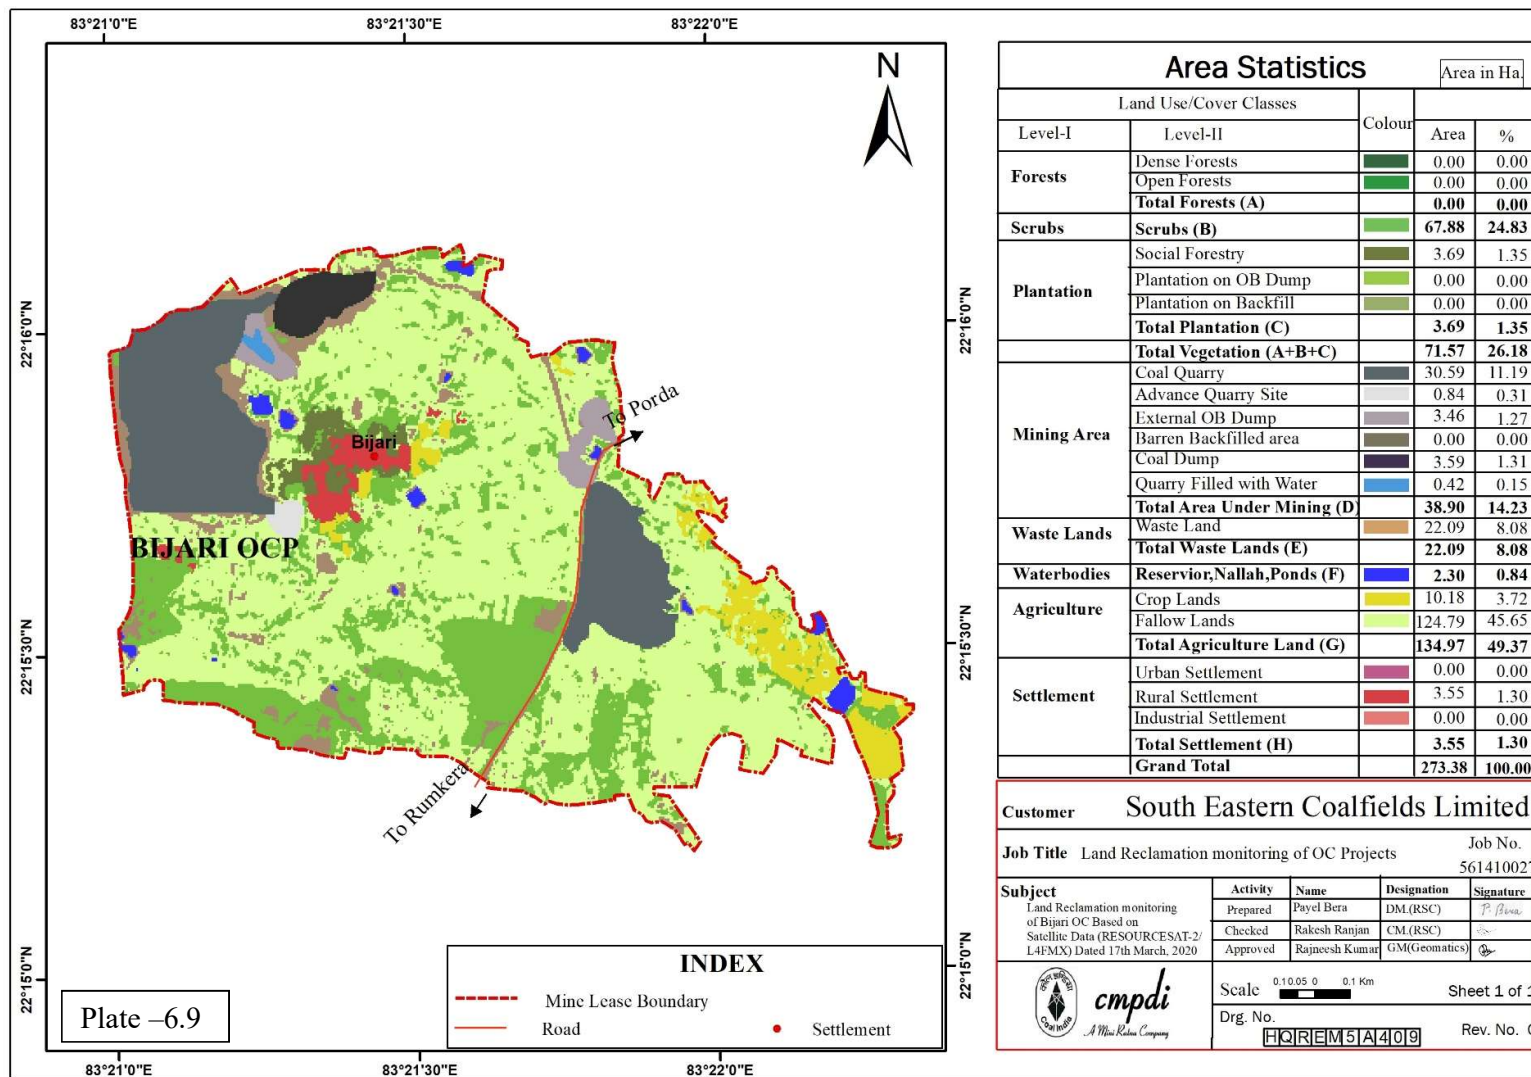 83°21'0"E 83°21'30"E 83°22'0"E
N
22°16'0"N 22°16'0"N
To Porda
Bijari
BIJARI OCP
22°15'30"N 22°15'30"N
To Rumkera
22°15'0"N 22°15'0"N
INDEX
Mine Lease Boundary
Road Settlement
Plate –6.9
83°21'0"E 83°21'30"E 83°22'0"E
Area Statistics Area in Ha.
Land Use/Cover Classes Colour
Level-I Level-II Area %
Forests
Dense Forests 0.00 0.00
Open Forests 0.00 0.00
Total Forests (A) 0.00 0.00
Scrubs Scrubs (B) 67.88 24.83
Plantation
Social Forestry 3.69 1.35
Plantation on OB Dump 0.00 0.00
Plantation on Backfill 0.00 0.00
Total Plantation (C) 3.69 1.35
Total Vegetation (A+B+C) 71.57 26.18
Mining Area
Coal Quarry 30.59 11.19
Advance Quarry Site 0.84 0.31
External OB Dump 3.46 1.27
Barren Backfilled area 0.00 0.00
Coal Dump 3.59 1.31
Quarry Filled with Water 0.42 0.15
Total Area Under Mining (D) 38.90 14.23
Waste Lands
Waste Land 22.09 8.08
Total Waste Lands (E) 22.09 8.08
Waterbodies Reservior,Nallah,Ponds (F) 2.30 0.84
Agriculture
Crop Lands 10.18 3.72
Fallow Lands 124.79 45.65
Total Agriculture Land (G) 134.97 49.37
Settlement
Urban Settlement 0.00 0.00
Rural Settlement 3.55 1.30
Industrial Settlement 0.00 0.00
Total Settlement (H) 3.55 1.30
Grand Total 273.38 100.00
Customer South Eastern Coalfields Limited
Job Title Land Reclamation monitoring of OC Projects
Job No.
561410027
Subject
Land Reclamation monitoring
of Bijari OC Based on
Satellite Data (RESOURCESAT-2/
L4FMX) Dated 17th March, 2020
Activity Name Designation Signature
Prepared Payel Bera DM.(RSC) P. Bera
Checked Rakesh Ranjan CM.(RSC)
Approved Rajneesh Kumar GM(Geomatics)
Coal India
cmpdi
A Mini Ratna Company
Scale 0.1 0.05 0 0.1 Km
Sheet 1 of 1
Drg. No.
HQREM5A409
Rev. No. 0